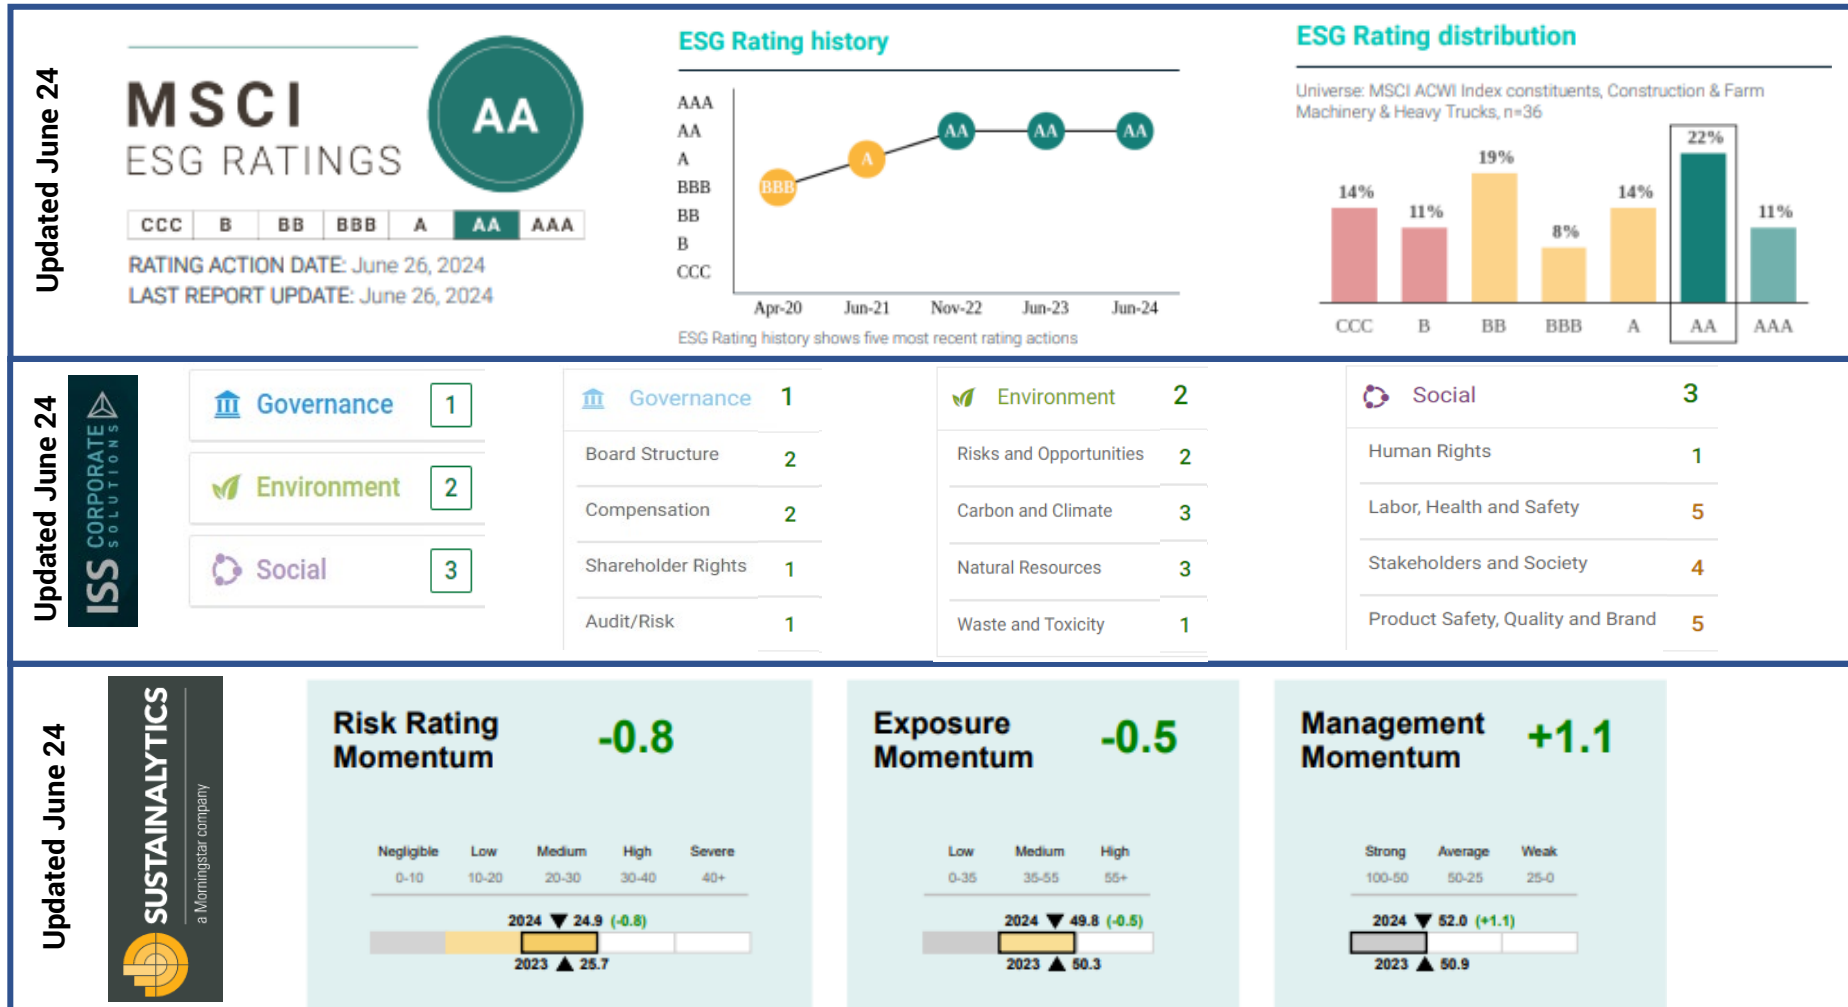 Updated June 24
MSCI
ESG RATINGS
AA
CCC B BB BBB A AA AAA
RATING ACTION DATE: June 26, 2024
LAST REPORT UPDATE: June 26, 2024
ESG Rating history
AAA
AA
A
BBB
BB
B
CCC
BBB A AA AA AA
Apr-20 Jun-21 Nov-22 Jun-23 Jun-24
ESG Rating history shows five most recent rating actions
ESG Rating distribution
Universe: MSCI ACWI Index constituents, Construction & Farm
Machinery & Heavy Trucks, n=36
14% 11% 19% 8% 14% 22% 11%
CCC B BB BBB A AA AAA
Updated June 24
ISS CORPORATE
SOLUTIONS
Governance 1
Environment 2
Social 3
Governance 1
Board Structure 2
Compensation 2
Shareholder Rights 1
Audit/Risk 1
Environment 2
Risks and Opportunities 2
Carbon and Climate 3
Natural Resources 3
Waste and Toxicity 1
Social 3
Human Rights 1
Labor, Health and Safety 5
Stakeholders and Society 4
Product Safety, Quality and Brand 5
Updated June 24
SUSTAINALYTICS
a Morningstar company
Risk Rating
Momentum
-0.8
Negligible Low Medium High Severe
0-10 10-20 20-30 30-40 40+
2024 ▼ 24.9 (-0.8)
2023 ▲ 25.7
Exposure
Momentum
-0.5
Low Medium High
0-35 35-55 55+
2024 ▼ 49.8 (-0.5)
2023 ▲ 50.3
Management
Momentum
+1.1
Strong Average Weak
100-50 50-25 25-0
2024 ▼ 52.0 (+1.1)
2023 ▲ 50.9